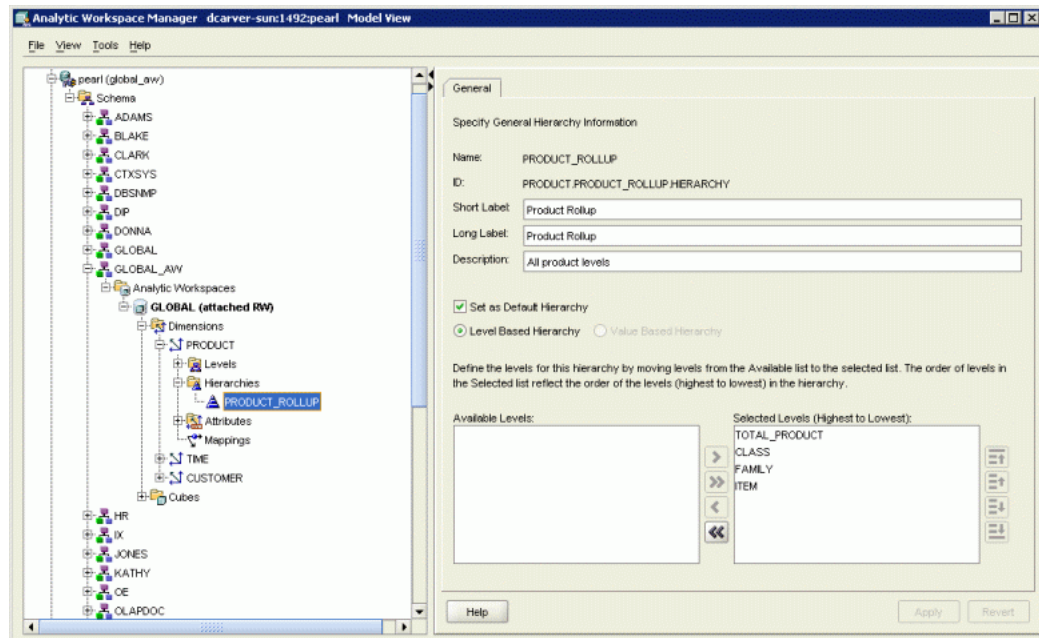 Analytic Workspace Manager dcarver-sun:1492:pearl Model View
File View Tools Help
pearl (global_aw)
Schema
ADAMS
BLAKE
CLARK
CTXSYS
DBSNMP
DIP
DONNA
GLOBAL
GLOBAL_AW
Analytic Workspaces
GLOBAL (attached RW)
Dimensions
PRODUCT
Levels
Hierarchies
PRODUCT_ROLLUP
Attributes
Mappings
TIME
CUSTOMER
Cubes
HR
IX
JONES
KATHY
OE
OLAPDOC
General
Specify General Hierarchy Information
Name: PRODUCT_ROLLUP
ID: PRODUCT.PRODUCT_ROLLUP.HIERARCHY
Short Label: Product Rollup
Long Label: Product Rollup
Description: All product levels
Set as Default Hierarchy
Level Based Hierarchy Value Based Hierarchy
Define the levels for this hierarchy by moving levels from the Available list to the selected list. The order of levels in
the Selected list reflect the order of the levels (highest to lowest) in the hierarchy.
Available Levels: Selected Levels (Highest to Lowest):
TOTAL_PRODUCT
CLASS
FAMILY
ITEM
Help Apply Revert